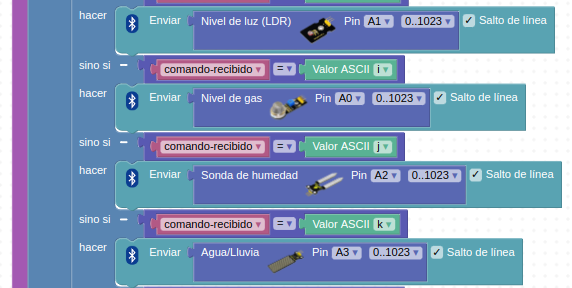 hacer Enviar Nivel de luz (LDR) Pin A1 0..1023 Salto de línea
sino si comando-recibido = Valor ASCII i
hacer Enviar Nivel de gas Pin A0 0..1023 Salto de línea
sino si comando-recibido = Valor ASCII j
hacer Enviar Sonda de humedad Pin A2 0..1023 Salto de línea
sino si comando-recibido = Valor ASCII k
hacer Enviar Agua/Lluvia Pin A3 0..1023 Salto de línea